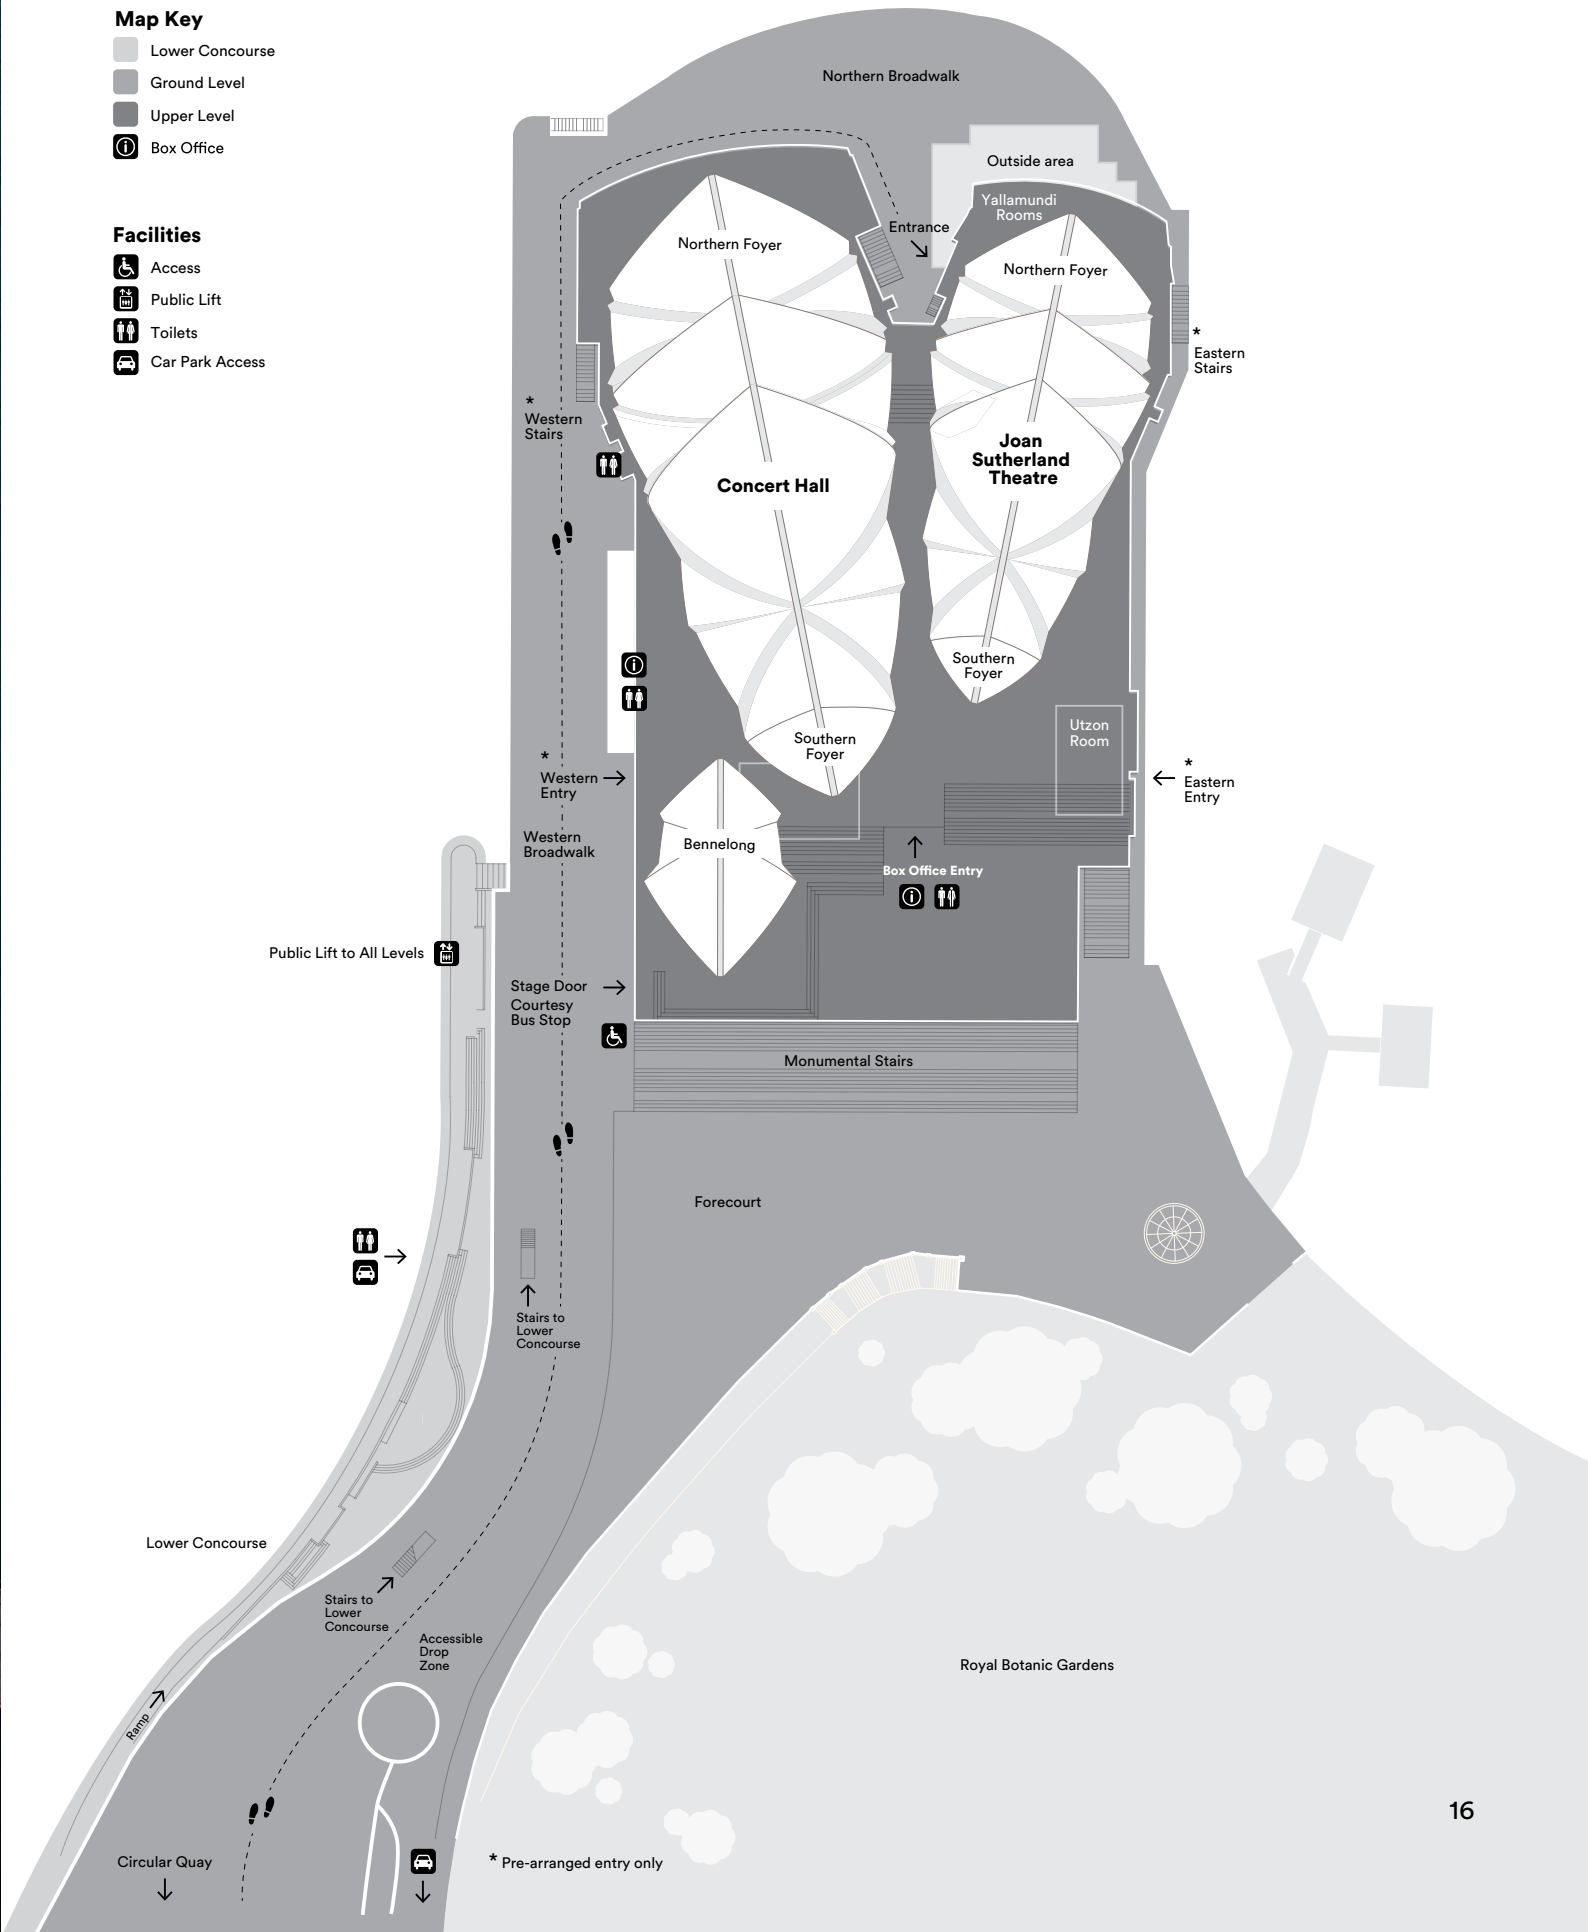 Map Key
Lower Concourse
Ground Level
Upper Level
Box Office
Facilities
Access
Public Lift
Toilets
Car Park Access
Northern Broadwalk
Outside area
Yallamundi
Rooms
Entrance
Northern Foyer
Northern Foyer
*
Eastern
Stairs
*
Western
Stairs
Concert Hall
Joan
Sutherland
Theatre
Southern
Foyer
Southern
Foyer
Utzon
Room
*
Western
Entry
*
Eastern
Entry
Western
Broadwalk
Bennelong
Box Office Entry
Public Lift to All Levels
Stage Door
Courtesy
Bus Stop
Monumental Stairs
Forecourt
Stairs to
Lower
Concourse
Lower Concourse
Stairs to
Lower
Concourse
Accessible
Drop
Zone
Royal Botanic Gardens
Ramp
16
Circular Quay
* Pre-arranged entry only